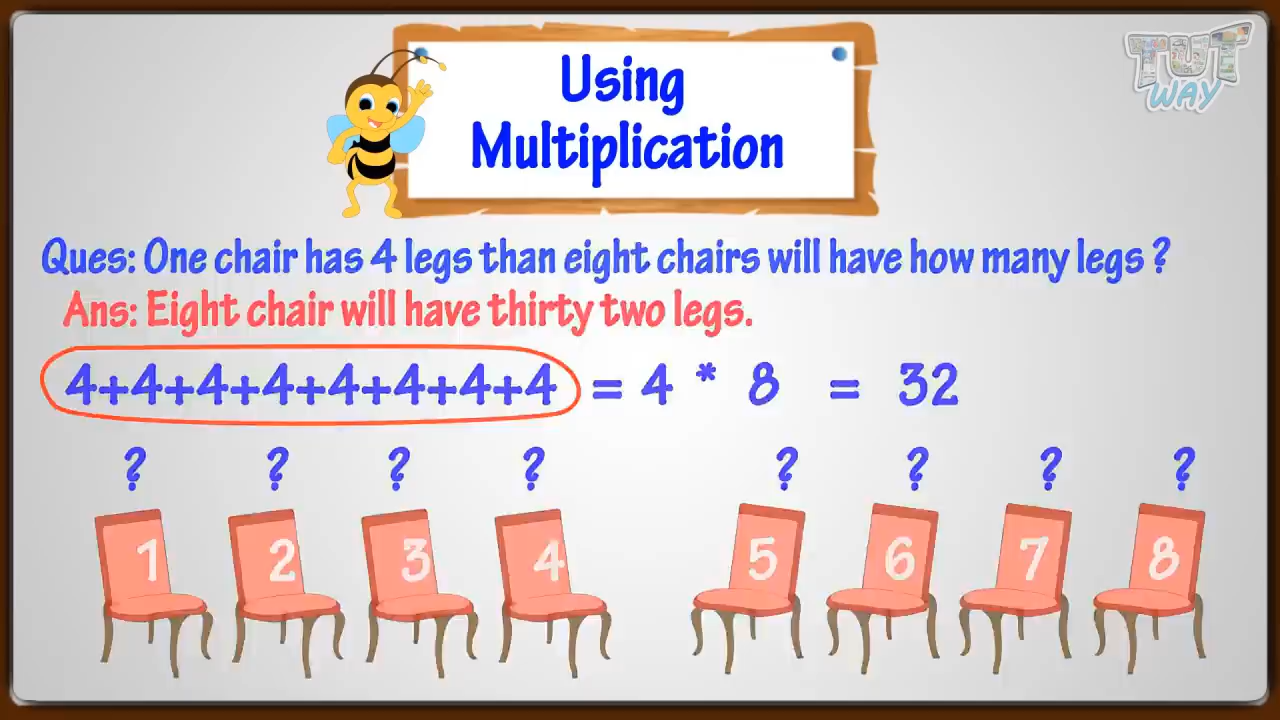 TUT
WAY
Using
Multiplication
Ques: One chair has 4 legs than eight chairs will have how many legs ?
Ans: Eight chair will have thirty two legs.
4+4+4+4+4+4+4+4 = 4 * 8 = 32
? ? ? ? ? ? ? ?
1 2 3 4 5 6 7 8